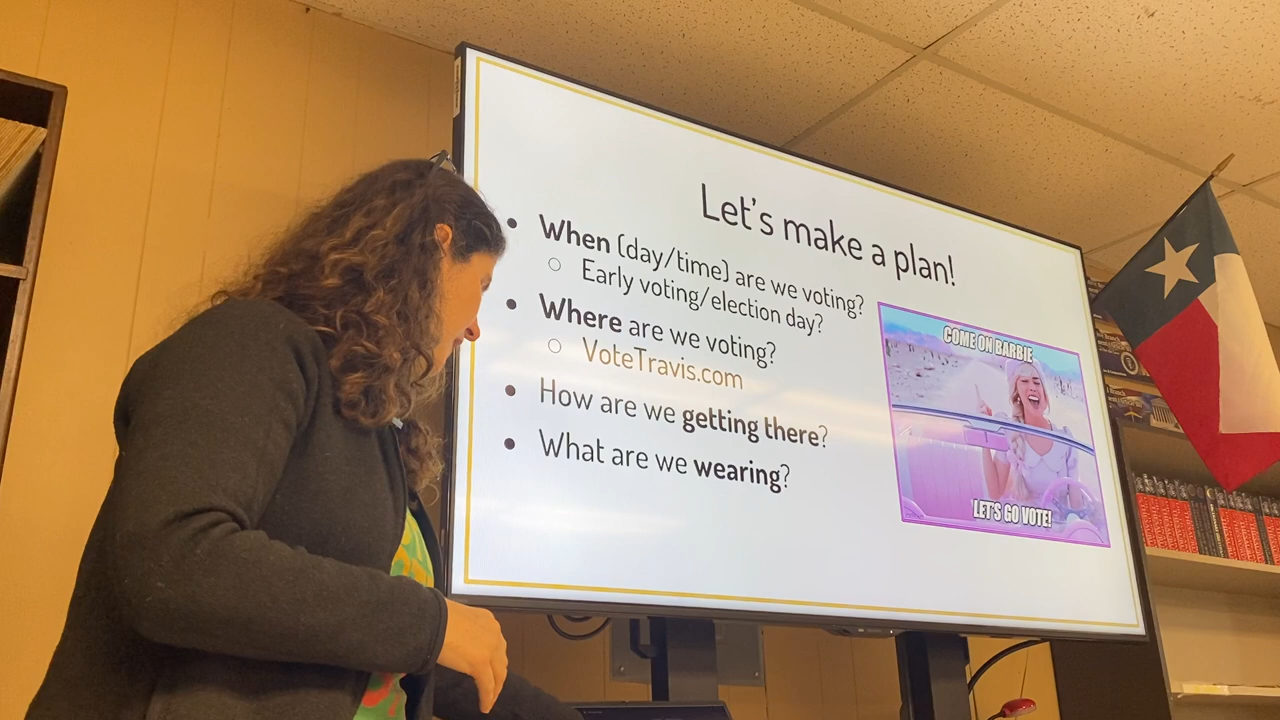 Let's make a plan!
When (day/time) are we voting?
Early voting/election day?
Where are we voting?
VoteTravis.com
How are we getting there?
What are we wearing?
COME ON BARBIE
LET'S GO VOTE!